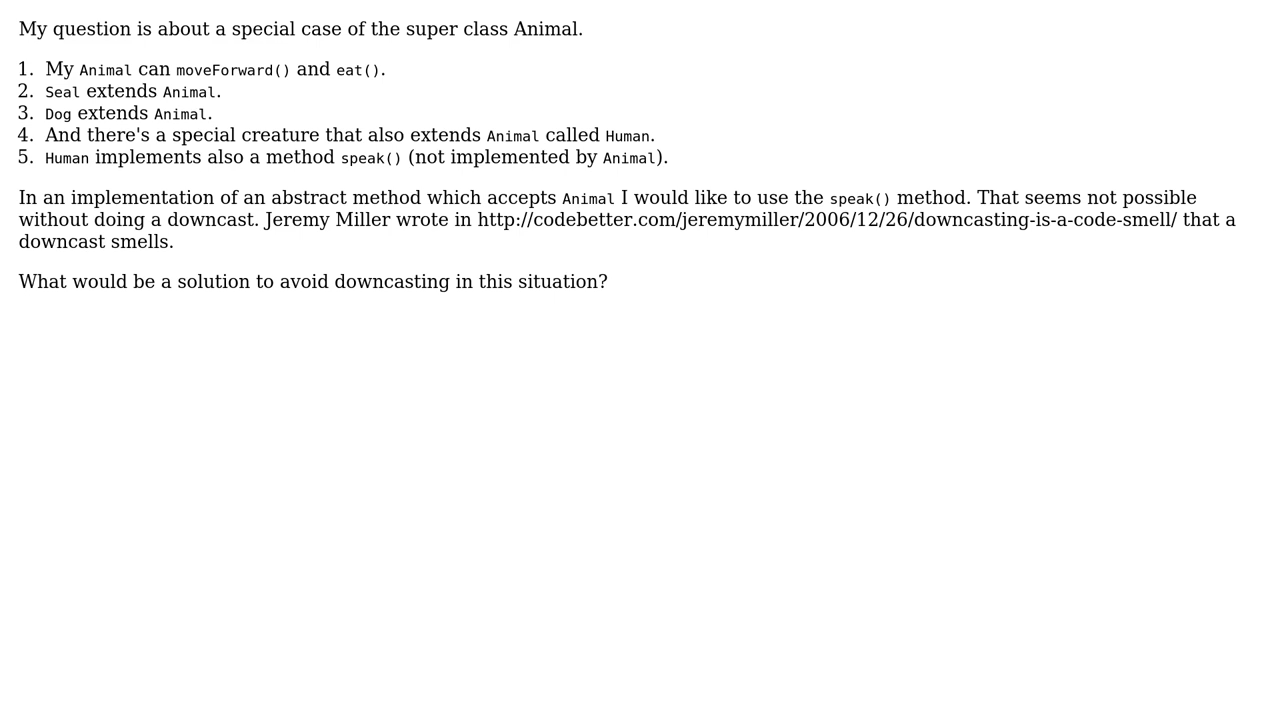 My question is about a special case of the super class Animal.
1. My Animal can moveForward() and eat().
2. Seal extends Animal.
3. Dog extends Animal.
4. And there's a special creature that also extends Animal called Human.
5. Human implements also a method speak() (not implemented by Animal).
In an implementation of an abstract method which accepts Animal I would like to use the speak() method. That seems not possible
without doing a downcast. Jeremy Miller wrote in http://codebetter.com/jeremymiller/2006/12/26/downcasting-is-a-code-smell/ that a
downcast smells.
What would be a solution to avoid downcasting in this situation?